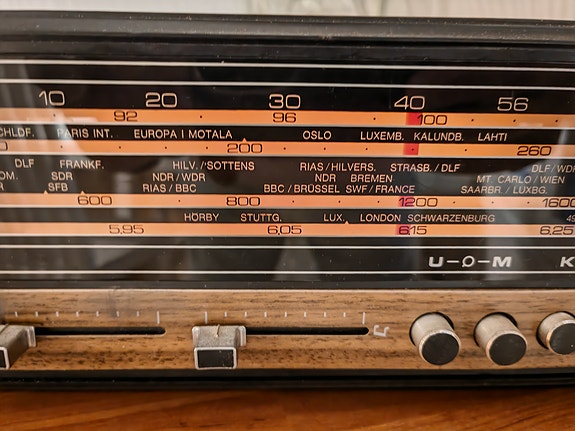 10 20 30 40 56
92 96 100
CHLDF. PARIS INT. EUROPA I MOTALA OSLO LUXEMB. KALUNDB. LAHTI
0 200 260
DLF FRANKF. HILV./SOTTENS RIAS/HILVERS. STRASB./DLF DLF/WDR
OM. SDR NDR/WDR NDR BREMEN MT. CARLO/WIEN
R SFB RIAS/BBC BBC/BRÜSSEL SWF/FRANCE SAARBR/LUXBG.
600 800 1200 1600
HÖRBY STUTTG. LUX. LONDON SCHWARZENBURG 49
5,95 6,05 6,15 6,25
U-Ω-M K